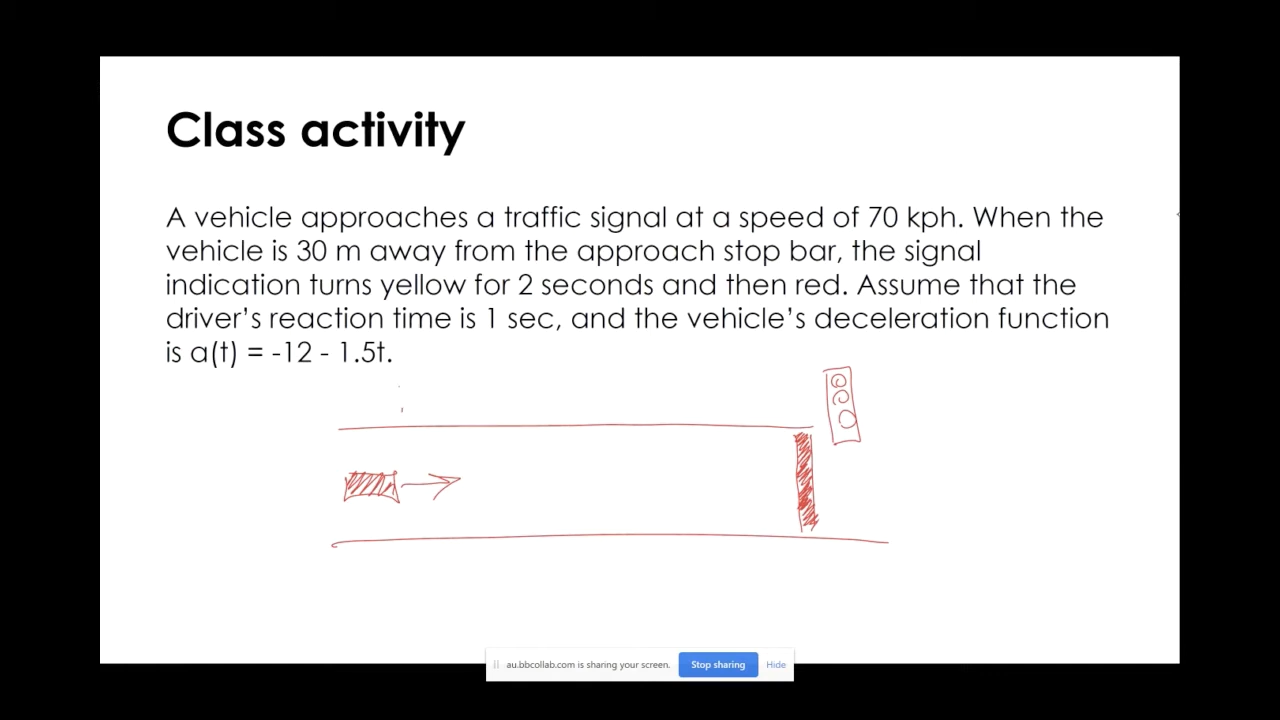 Class activity
A vehicle approaches a traffic signal at a speed of 70 kph. When the
vehicle is 30 m away from the approach stop bar, the signal
indication turns yellow for 2 seconds and then red. Assume that the
driver’s reaction time is 1 sec, and the vehicle’s deceleration function
is a(t) = -12 - 1.5t.
au.bbcollab.com is sharing your screen. Stop sharing Hide